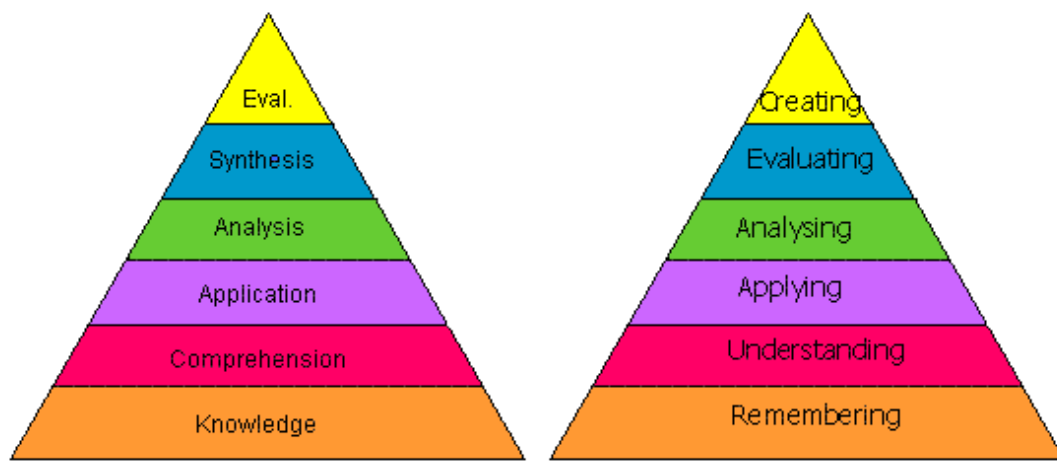 Eval.
Synthesis
Analysis
Application
Comprehension
Knowledge
Creating
Evaluating
Analysing
Applying
Understanding
Remembering